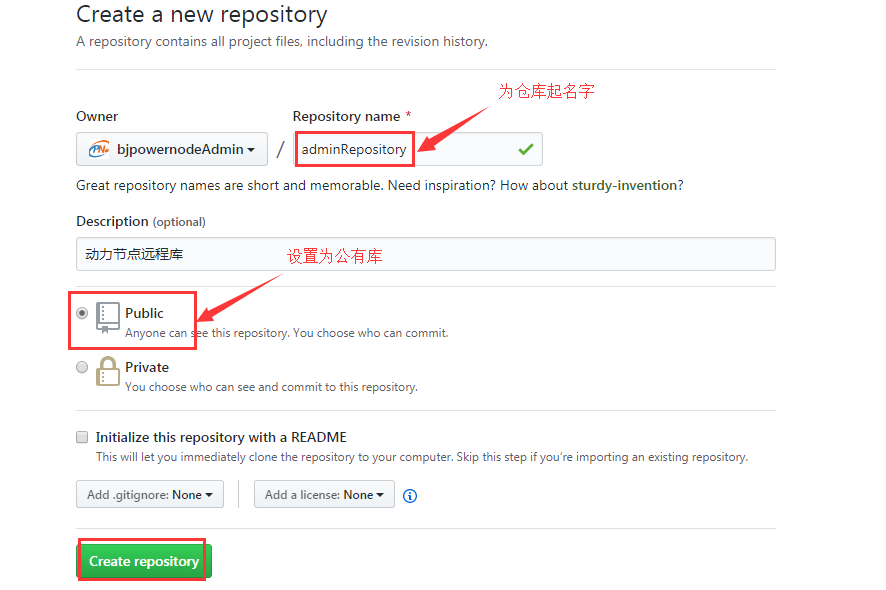 Create a new repository
A repository contains all project files, including the revision history.
为仓库起名字
Owner
Repository name *
PN bjpowernodeAdmin
/
adminRepository
Great repository names are short and memorable. Need inspiration? How about sturdy-invention?
Description (optional)
动力节点远程库
设置为公有库
Public
Anyone can see this repository. You choose who can commit.
Private
You choose who can see and commit to this repository.
Initialize this repository with a README
This will let you immediately clone the repository to your computer. Skip this step if you're importing an existing repository.
Add .gitignore: None
Add a license: None
i
Create repository